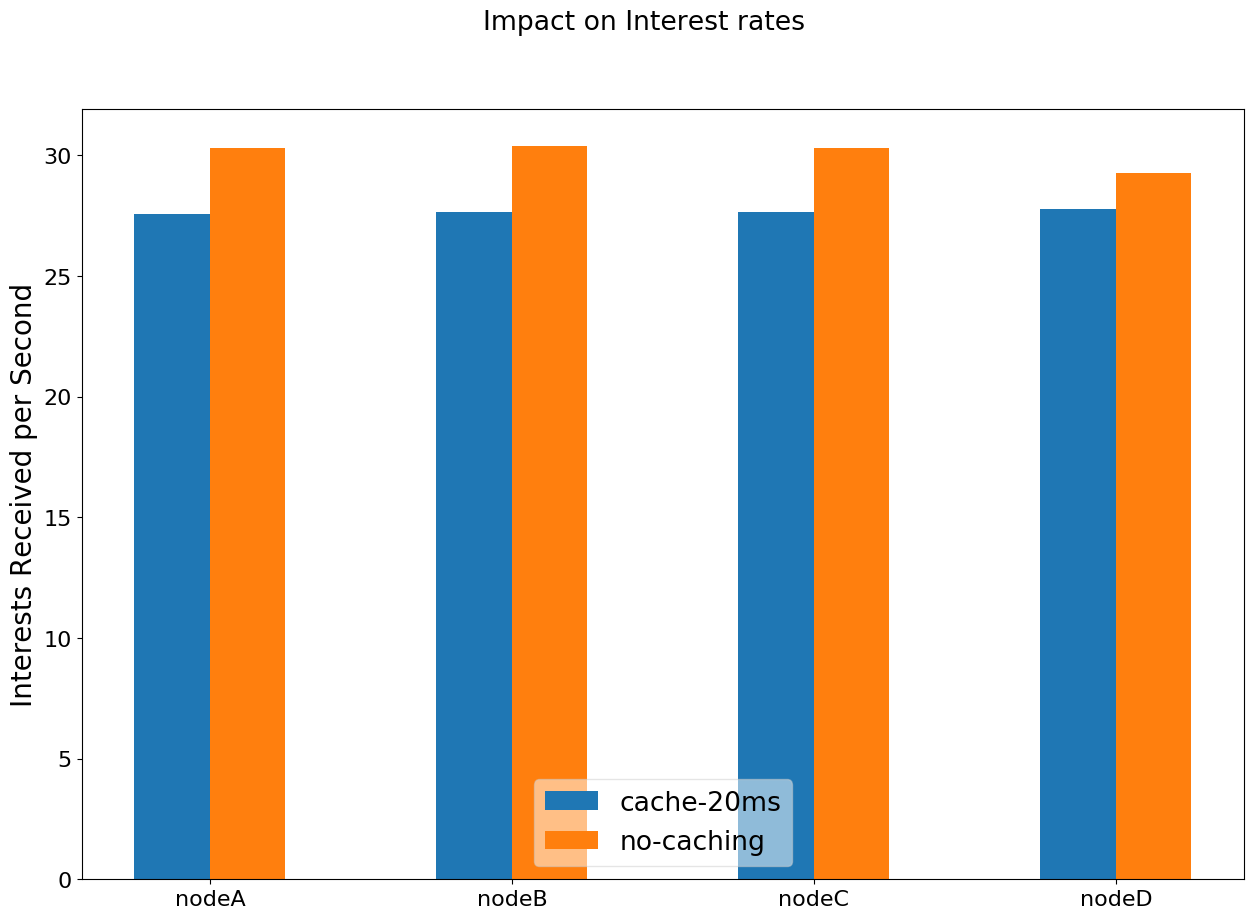 Impact on Interest rates
Interests Received per Second
30
25
20
15
10
5
0
cache-20ms
no-caching
nodeA
nodeB
nodeC
nodeD